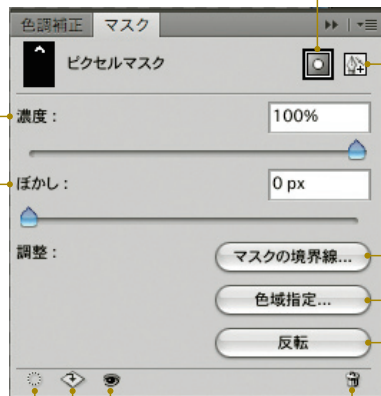 色調補正 マスク
ピクセルマスク
濃度： 100%
ぼかし： 0 px
調整： マスクの境界線...
色域指定...
反転